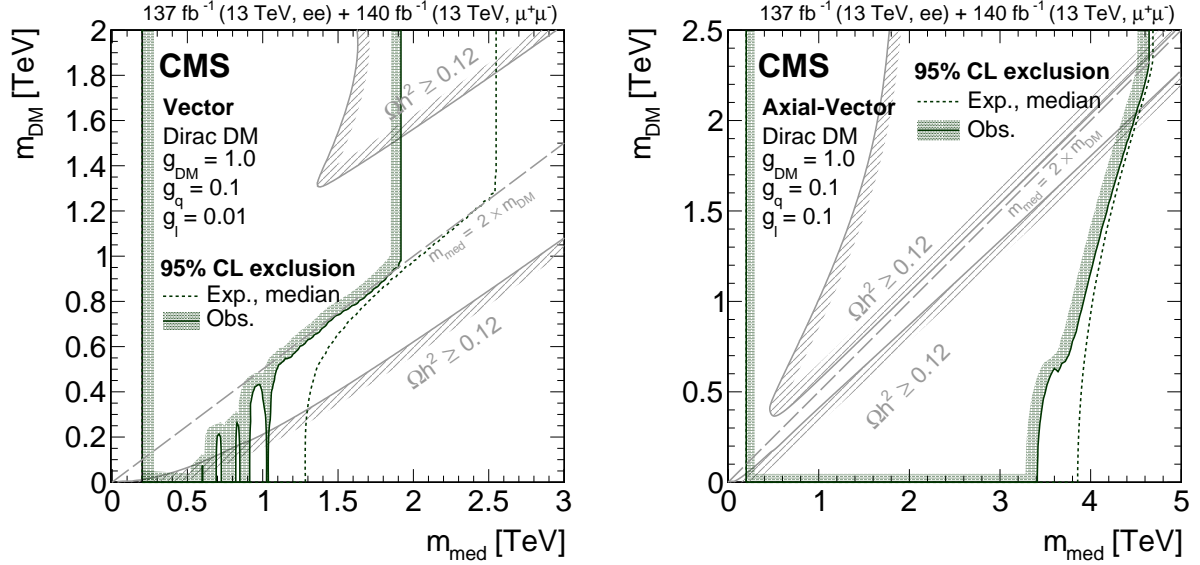 137 fb⁻¹ (13 TeV, ee) + 140 fb⁻¹ (13 TeV, μ⁺μ⁻)
m_DM [TeV]
2
1.8
1.6
1.4
1.2
1
0.8
0.6
0.4
0.2
0
CMS
Vector
Dirac DM
g_DM = 1.0
g_q = 0.1
g_l = 0.01
95% CL exclusion
Exp., median
Obs.
Ωh² ≥ 0.12
m_med = 2 × m_DM
Ωh² ≥ 0.12
0 0.5 1 1.5 2 2.5 3
m_med [TeV]
137 fb⁻¹ (13 TeV, ee) + 140 fb⁻¹ (13 TeV, μ⁺μ⁻)
m_DM [TeV]
2.5
2
1.5
1
0.5
0
CMS
Axial-Vector
Dirac DM
g_DM = 1.0
g_q = 0.1
g_l = 0.1
95% CL exclusion
Exp., median
Obs.
m_med = 2 × m_DM
Ωh² ≥ 0.12
Ωh² ≥ 0.12
0 1 2 3 4 5
m_med [TeV]